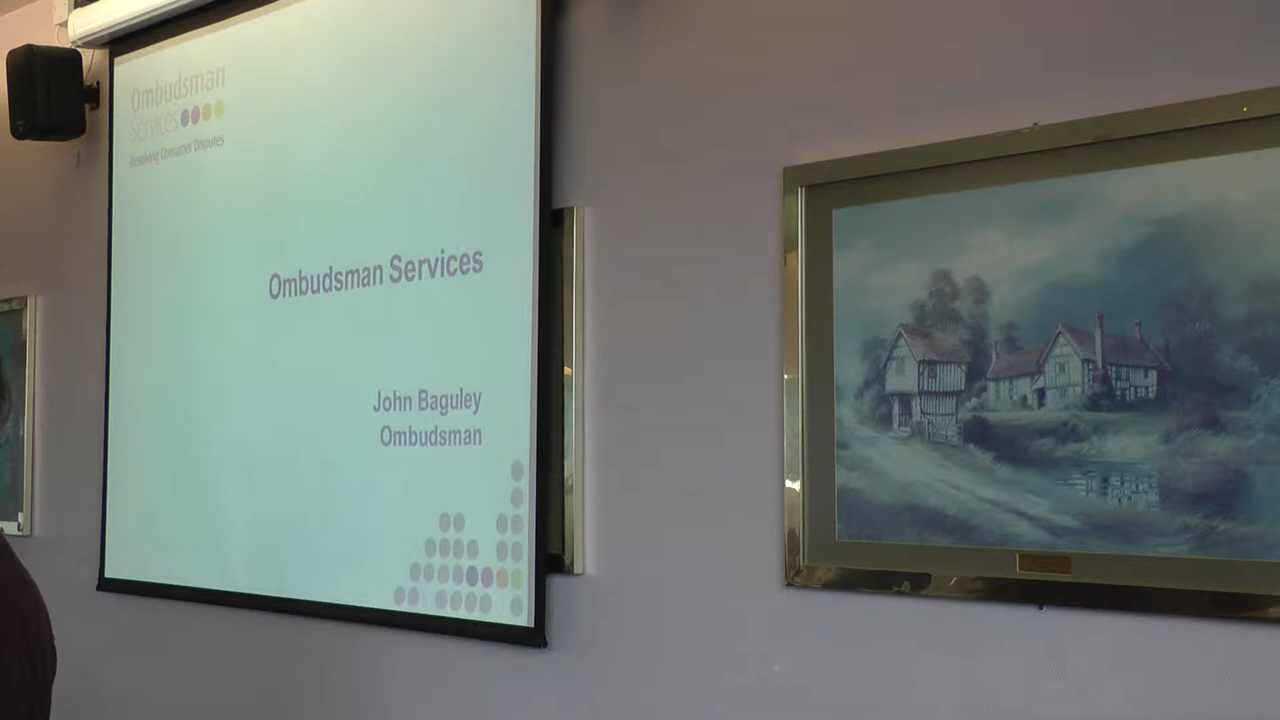 Ombudsman
Services
Resolving Consumer Disputes
Ombudsman Services
John Baguley
Ombudsman